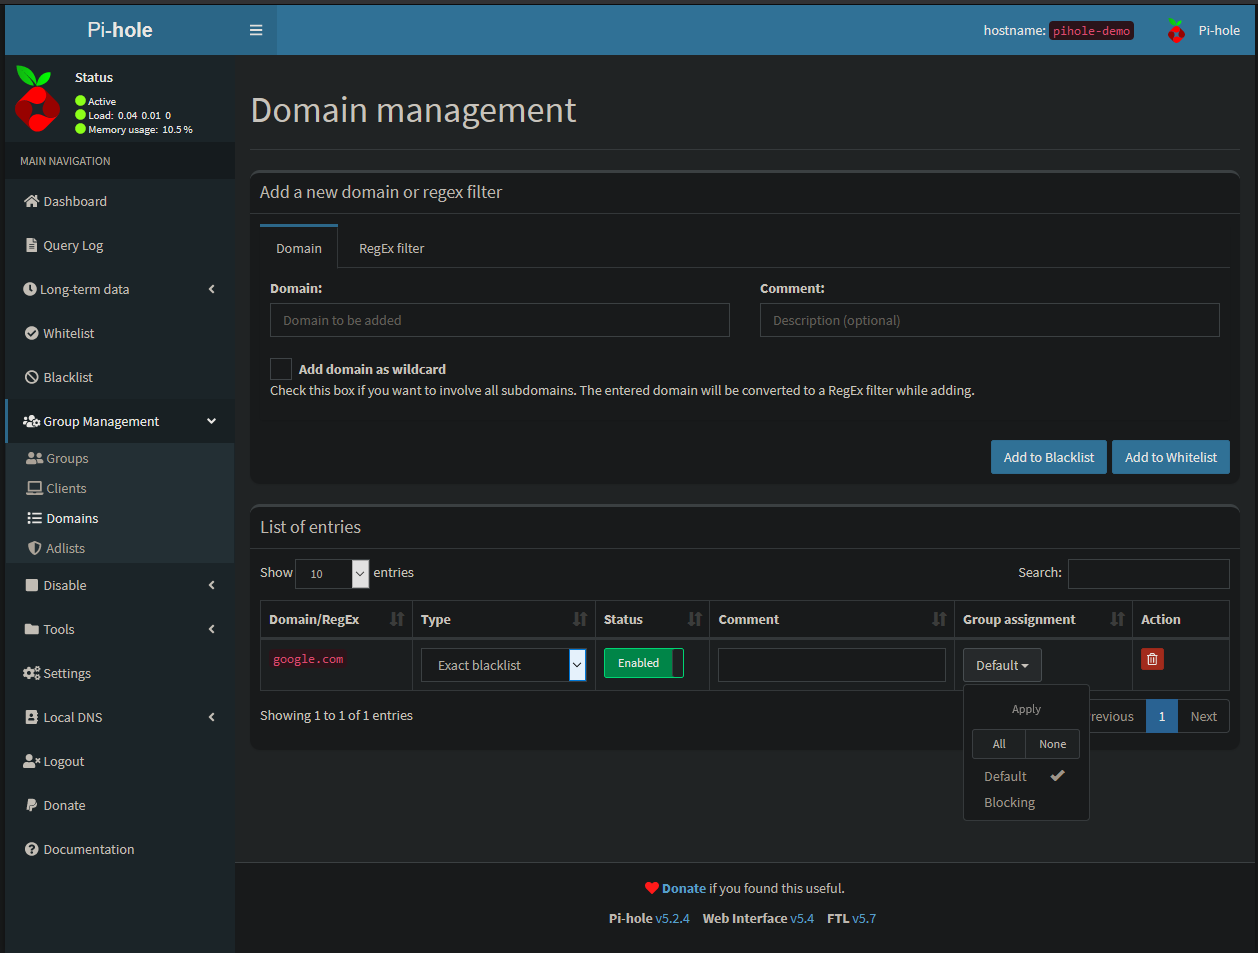 Pi-hole
hostname: pihole-demo
Pi-hole
Status
Active
Load: 0.04 0.01 0
Memory usage: 10.5 %
MAIN NAVIGATION
Dashboard
Query Log
Long-term data
Whitelist
Blacklist
Group Management
Groups
Clients
Domains
Adlists
Disable
Tools
Settings
Local DNS
Logout
Donate
Documentation
Domain management
Add a new domain or regex filter
Domain RegEx filter
Domain: Comment:
Domain to be added Description (optional)
Add domain as wildcard
Check this box if you want to involve all subdomains. The entered domain will be converted to a RegEx filter while adding.
Add to Blacklist Add to Whitelist
List of entries
Show 10 entries Search:
Domain/RegEx Type Status Comment Group assignment Action
google.com Exact blacklist Enabled Default
Showing 1 to 1 of 1 entries
revious 1 Next
Apply
All None
Default
Blocking
Donate if you found this useful.
Pi-hole v5.2.4 Web Interface v5.4 FTL v5.7